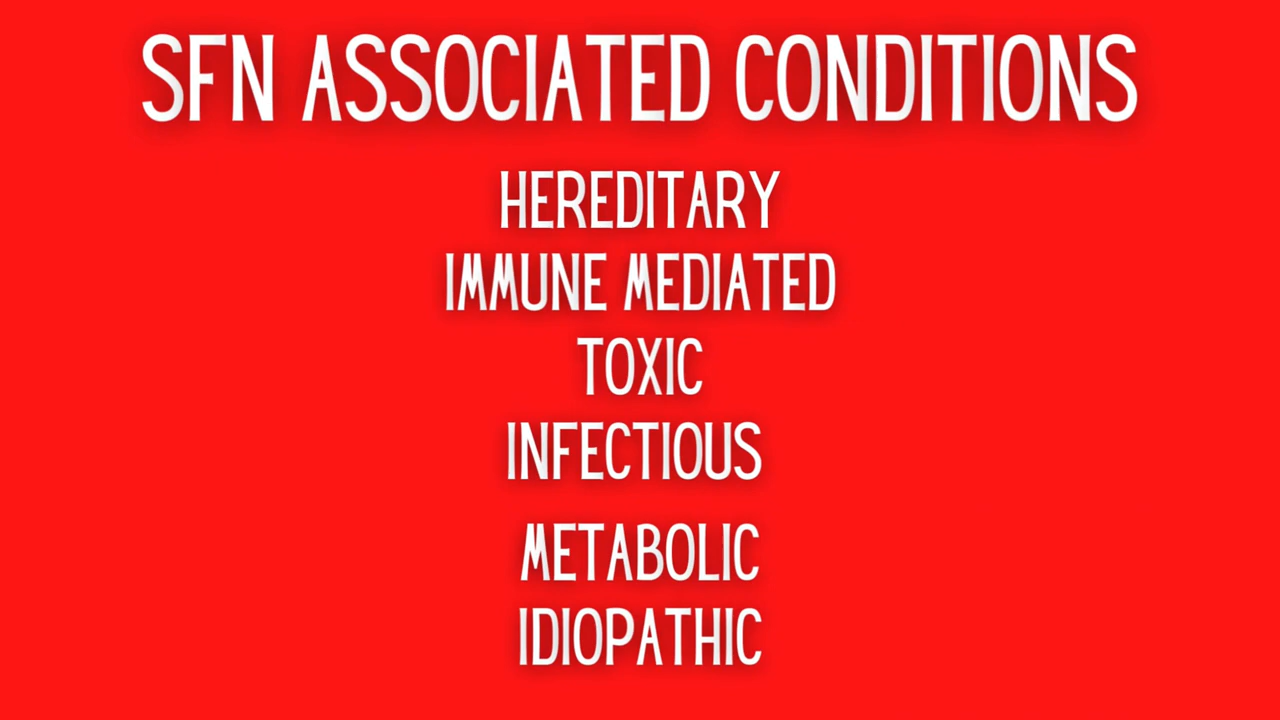 SFN ASSOCIATED CONDITIONS
HEREDITARY
IMMUNE MEDIATED
TOXIC
INFECTIOUS
METABOLIC
IDIOPATHIC